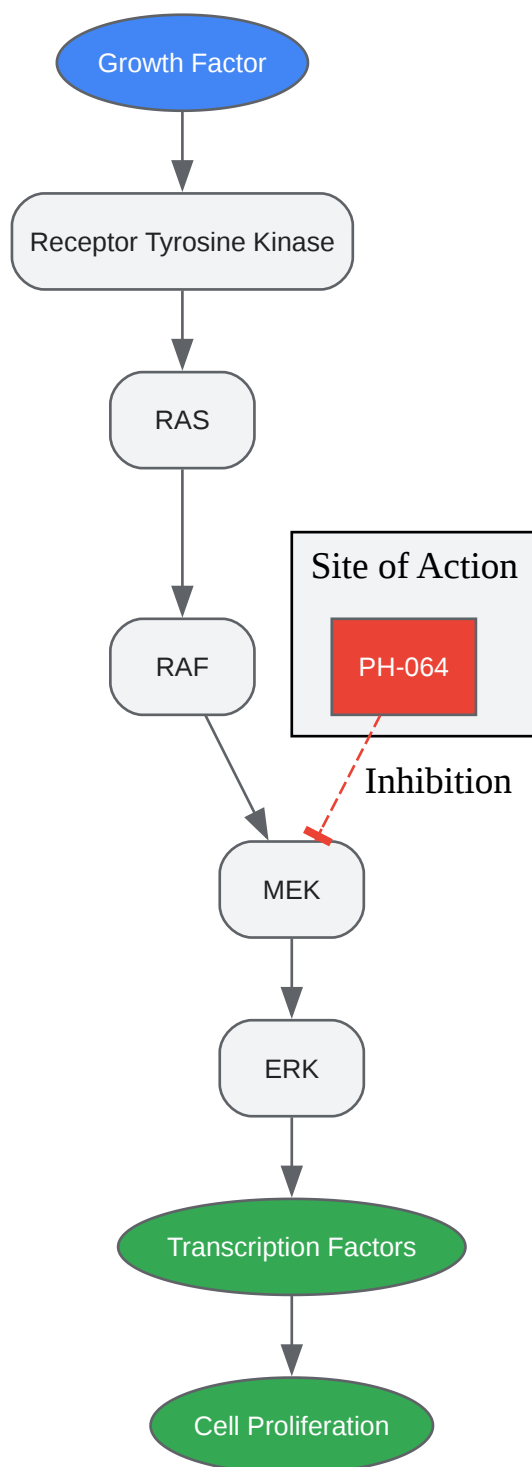 Growth Factor
Receptor Tyrosine Kinase
RAS
Site of Action
RAF
PH-064
Inhibition
MEK
ERK
Transcription Factors
Cell Proliferation